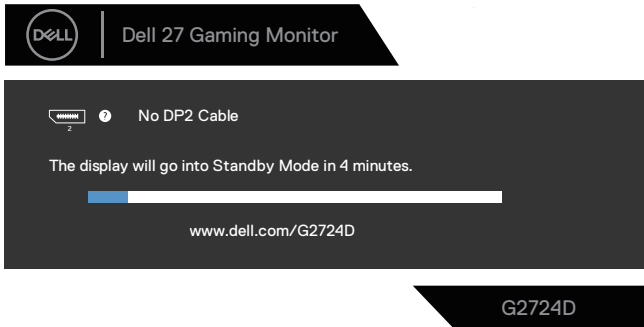 DELL
Dell 27 Gaming Monitor
2
?
No DP2 Cable
The display will go into Standby Mode in 4 minutes.
www.dell.com/G2724D
G2724D